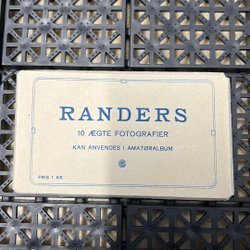 RANDERS
10 ÆGTE FOTOGRAFIER
KAN ANVENDES I AMATØRALBUM
PRIS 1 KR.